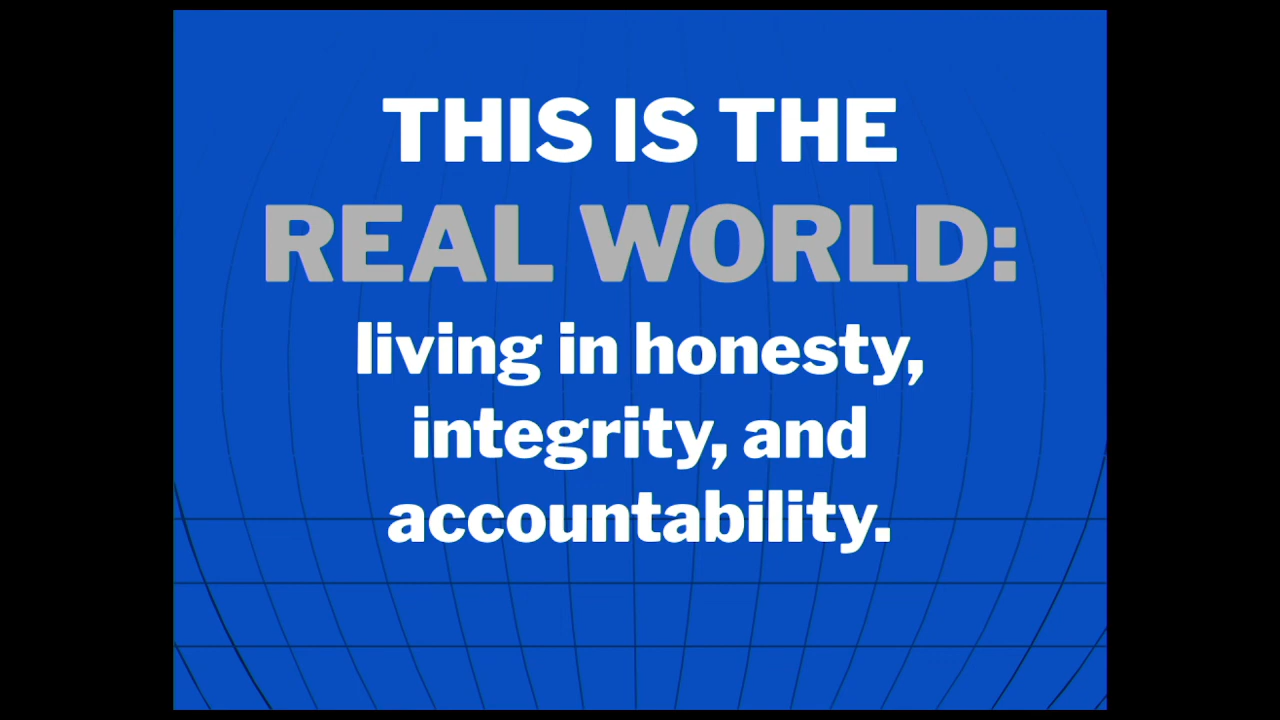 THIS IS THE
REAL WORLD:
living in honesty,
integrity, and
accountability.